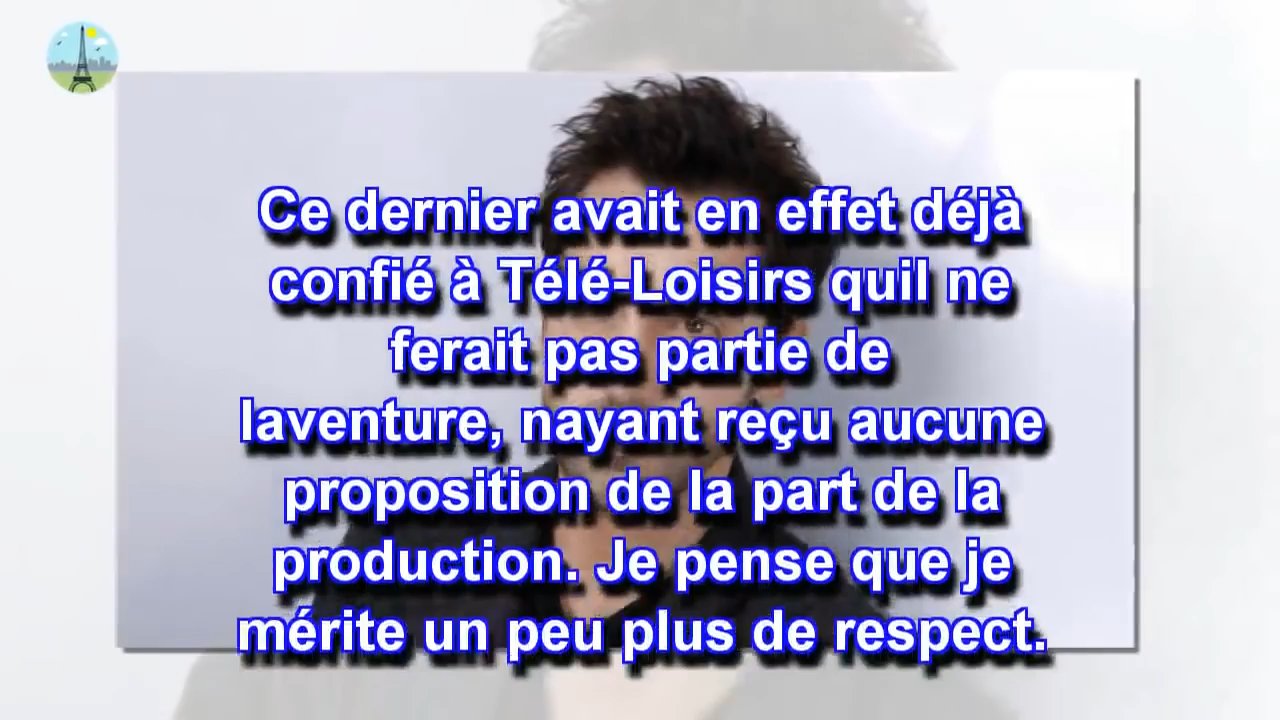 Ce dernier avait en effet déjà
confié à Télé-Loisirs quil ne
ferait pas partie de
laventure, nayant reçu aucune
proposition de la part de la
production. Je pense que je
mérite un peu plus de respect.